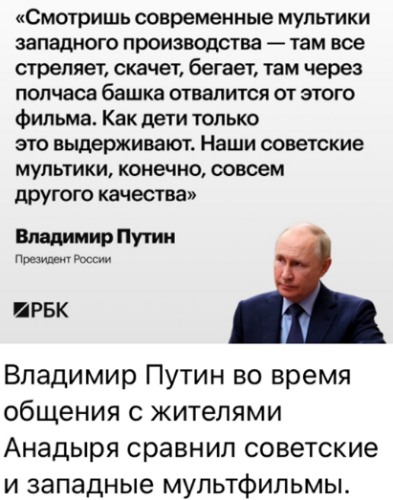 «Смотришь современные мультики
западного производства — там все
стреляет, скачет, бегает, там через
полчаса башка отвалится от этого
фильма. Как дети только
это выдерживают. Наши советские
мультики, конечно, совсем
другого качества»
Владимир Путин
Президент России
РБК
Владимир Путин во время
общения с жителями
Анадыря сравнил советские
и западные мультфильмы.